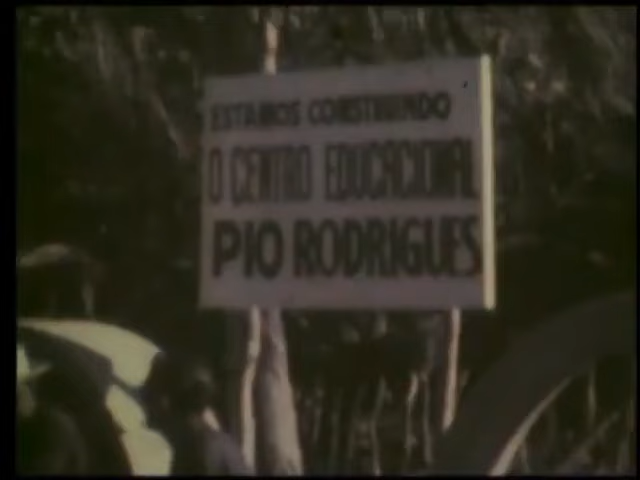 ESTAMOS CONSTRUINDO
O CENTRO EDUCACIONAL
PIO RODRIGUES